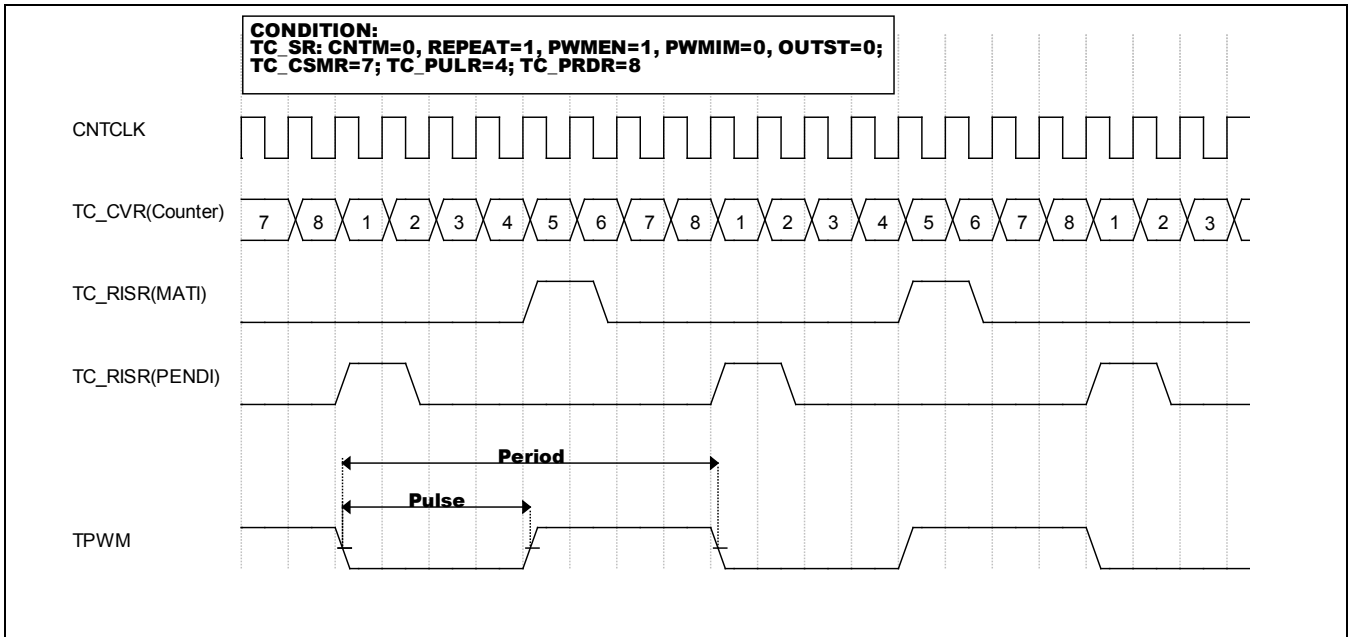 CONDITION:
TC_SR: CNTM=0, REPEAT=1, PWMEN=1, PWMIM=0, OUTST=0;
TC_CSMR=7; TC_PULR=4; TC_PRDR=8
CNTCLK
TC_CVR(Counter) 7 8 1 2 3 4 5 6 7 8 1 2 3 4 5 6 7 8 1 2 3
TC_RISR(MATI)
TC_RISR(PENDI)
Period
Pulse
TPWM